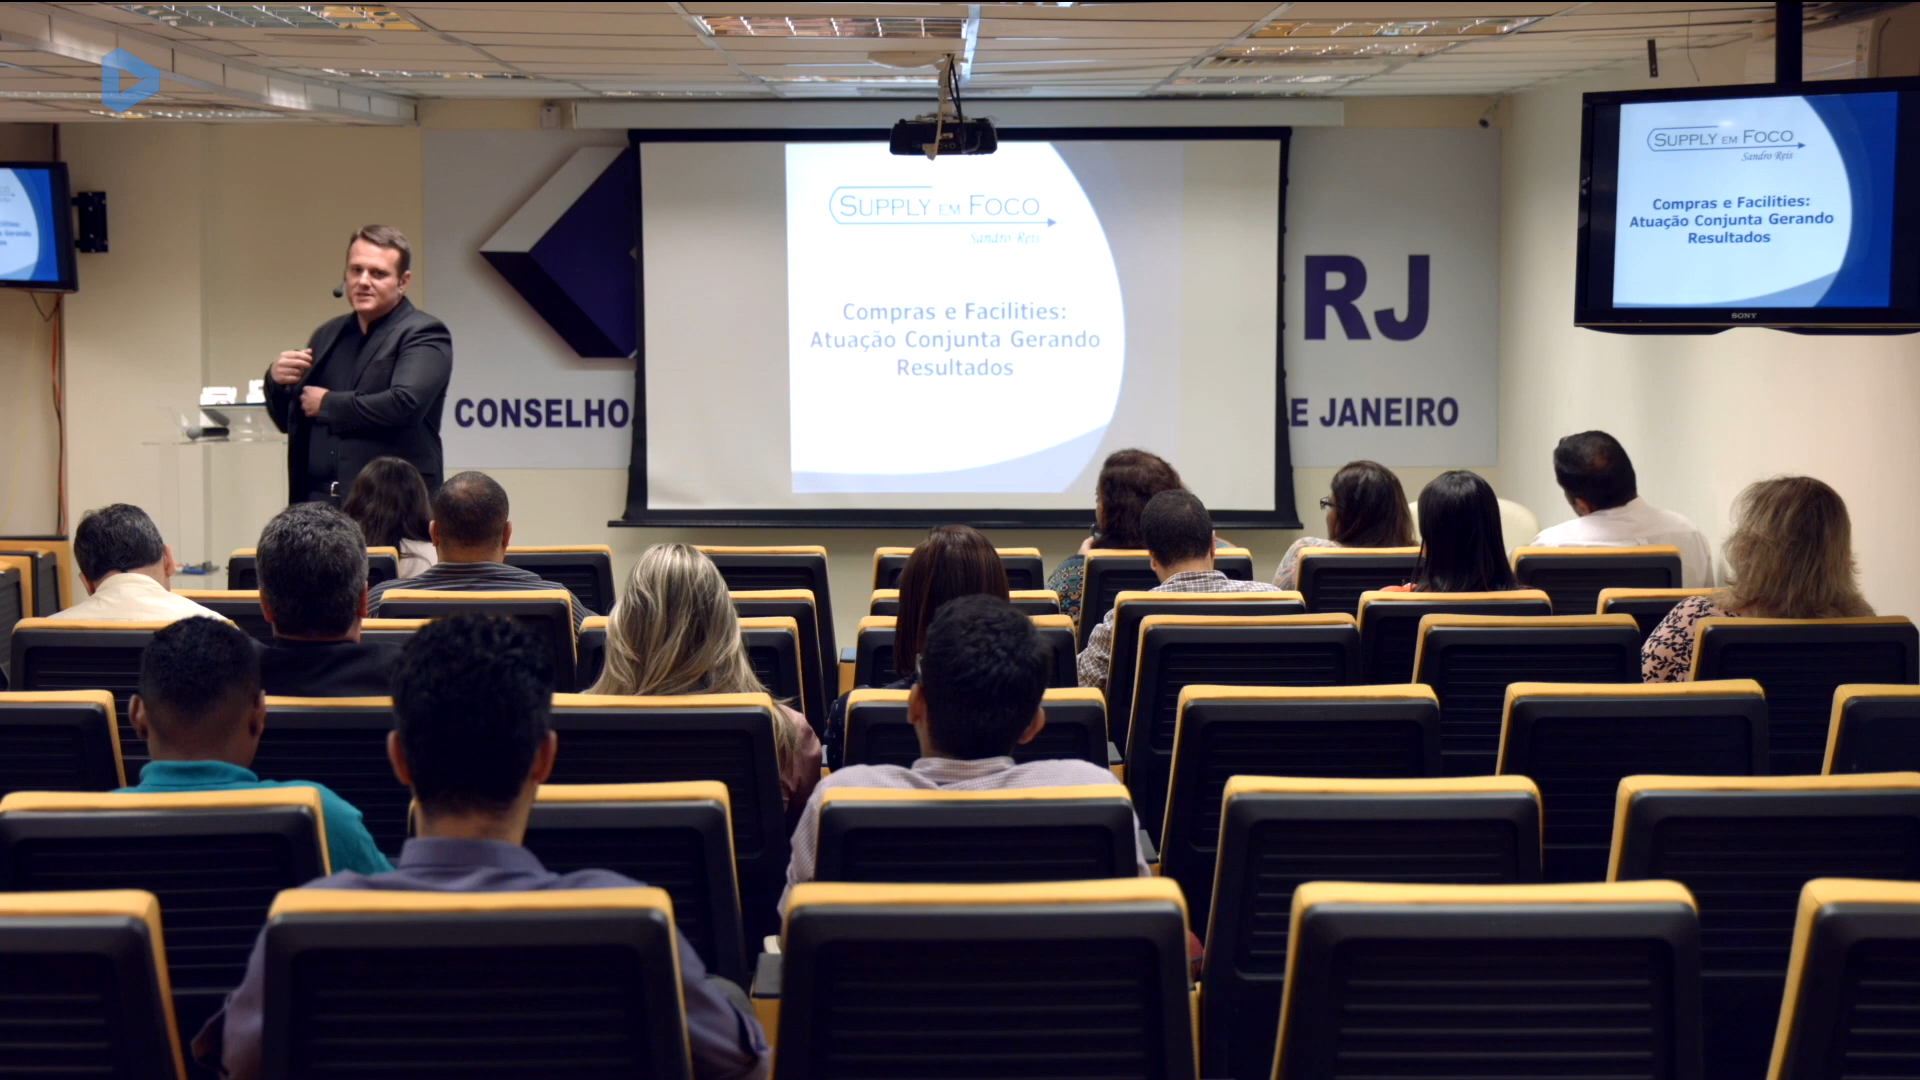 SUPPLY EM FOCO
Sandro Reis
Compras e Facilities:
Atuação Conjunta Gerando
Resultados
RJ
CONSELHO
E JANEIRO
SUPPLY EM FOCO
Sandro Reis
Compras e Facilities:
Atuação Conjunta Gerando
Resultados
SONY